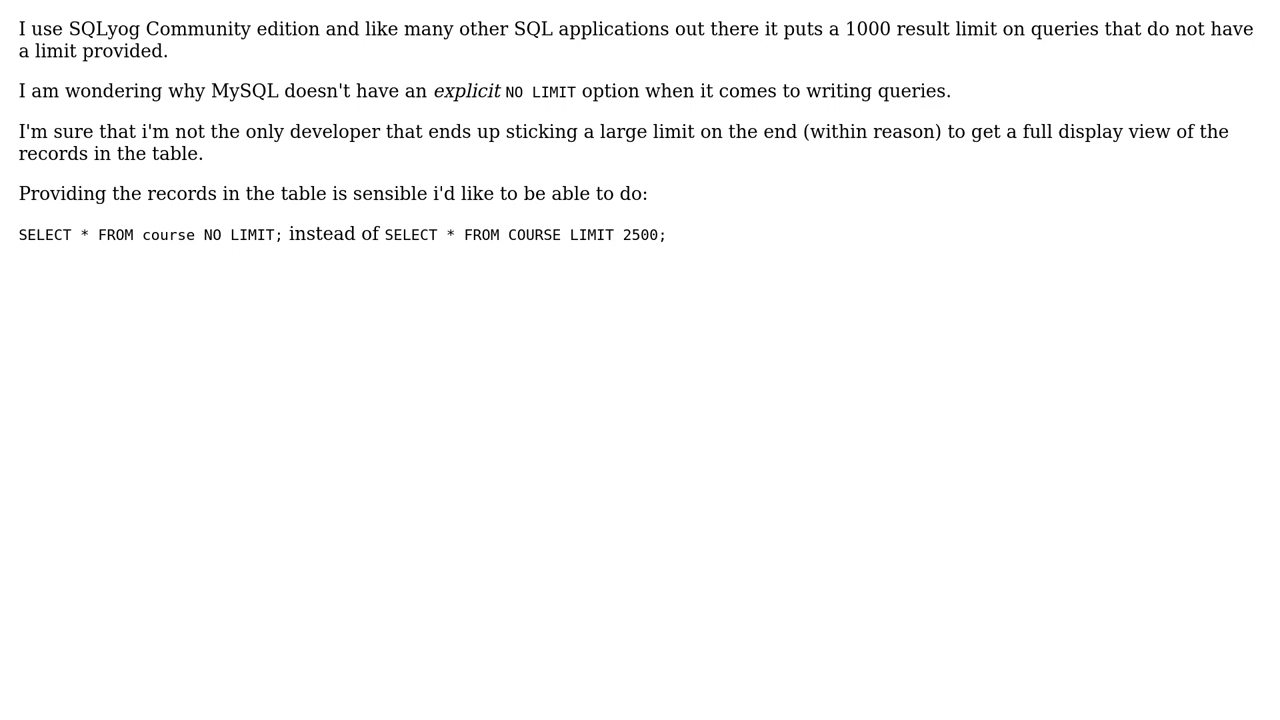 I use SQLyog Community edition and like many other SQL applications out there it puts a 1000 result limit on queries that do not have
a limit provided.
I am wondering why MySQL doesn't have an explicit NO LIMIT option when it comes to writing queries.
I'm sure that i'm not the only developer that ends up sticking a large limit on the end (within reason) to get a full display view of the
records in the table.
Providing the records in the table is sensible i'd like to be able to do:
SELECT * FROM course NO LIMIT; instead of SELECT * FROM COURSE LIMIT 2500;